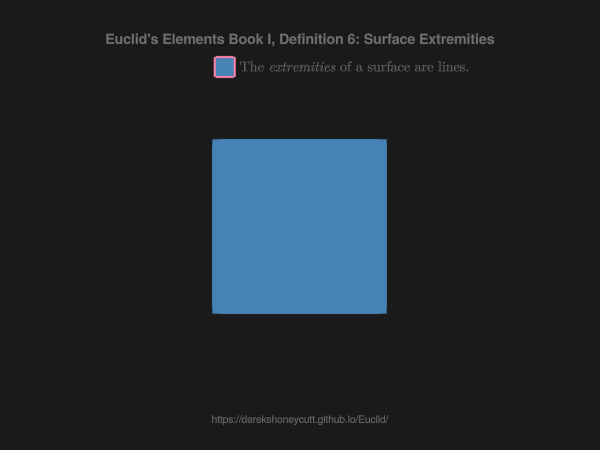 Euclid's Elements Book I, Definition 6: Surface Extremities
The extremities of a surface are lines.
https://derekshoneycutt.github.io/Euclid/